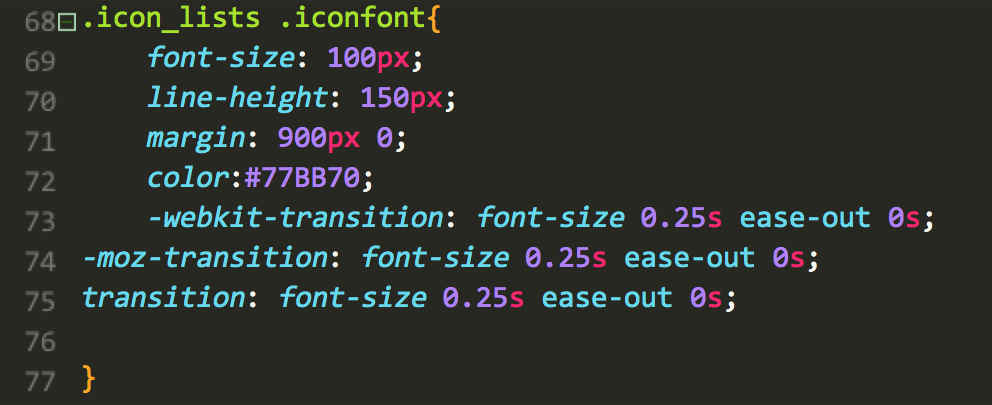 68 .icon_lists .iconfont{
69 font-size: 100px;
70 line-height: 150px;
71 margin: 900px 0;
72 color:#77BB70;
73 -webkit-transition: font-size 0.25s ease-out 0s;
74 -moz-transition: font-size 0.25s ease-out 0s;
75 transition: font-size 0.25s ease-out 0s;
76
77 }